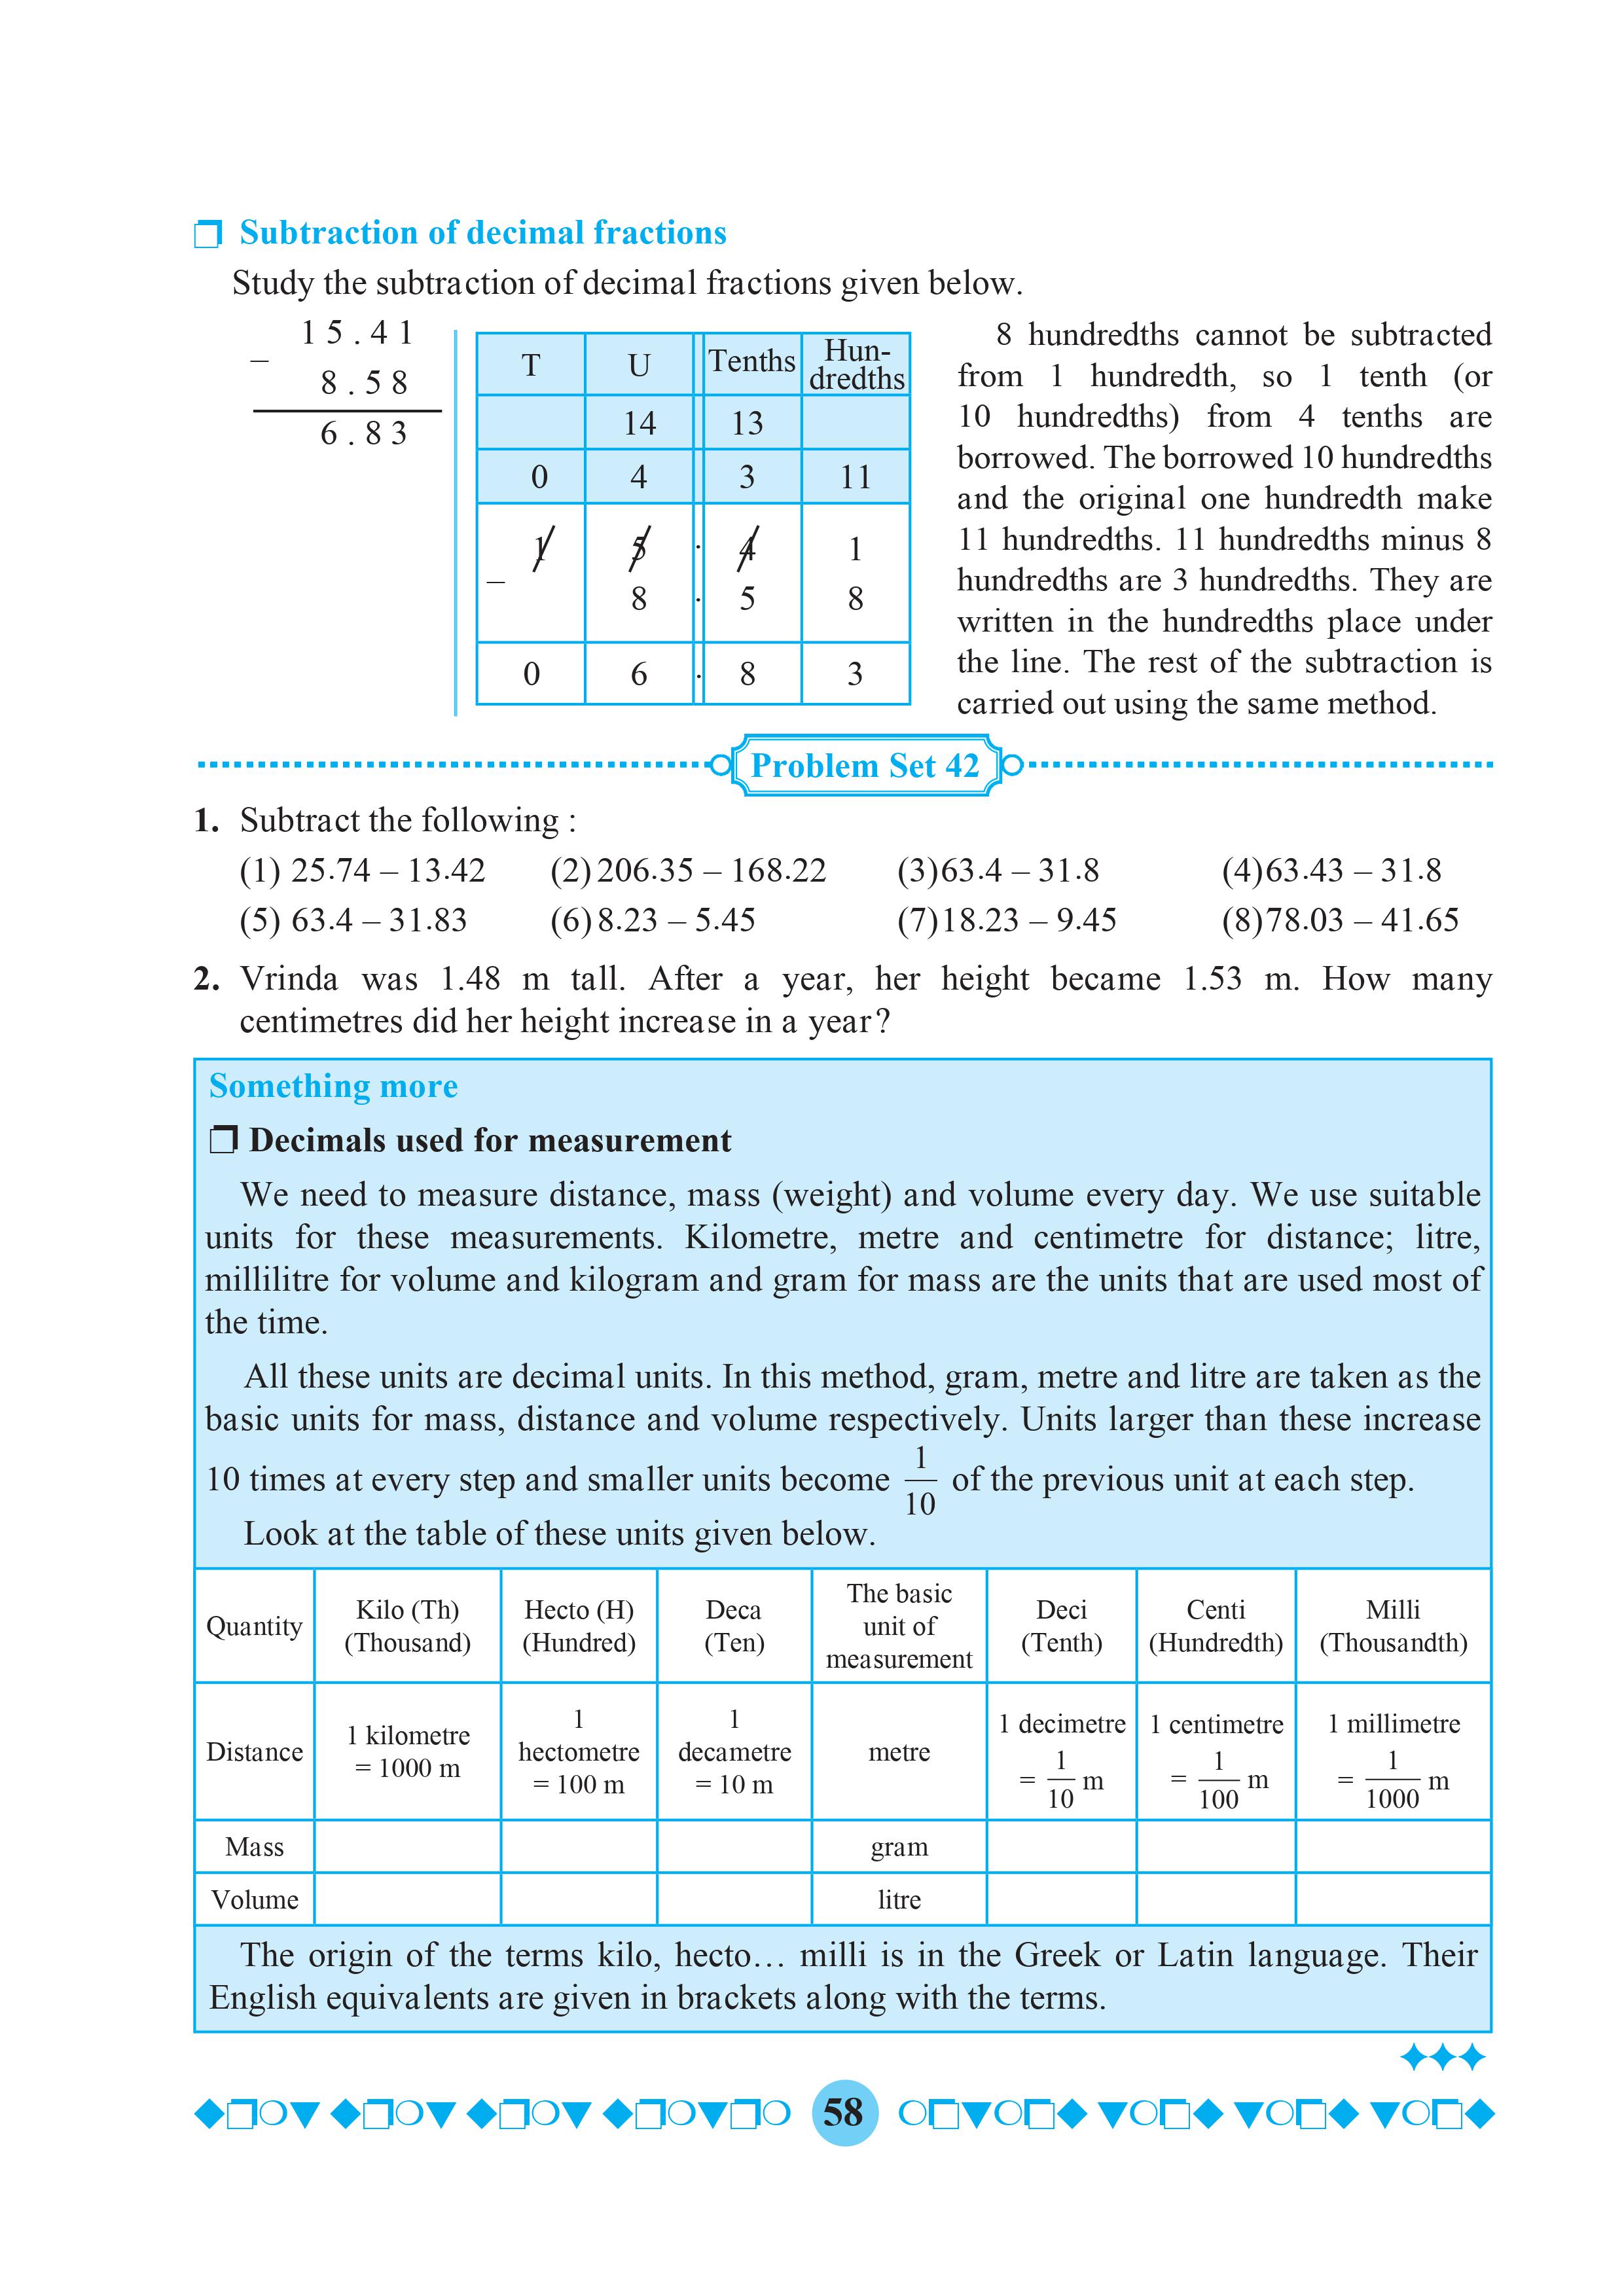 Subtraction of decimal fractions
Study the subtraction of decimal fractions given below.
1 5 . 4 1
–
8 . 5 8
6 . 8 3
T U Tenths Hun-
dredths
14 13
0 4 3 11
1 5 . 4 1
–
8 . 5 8
0 6 . 8 3
8 hundredths cannot be subtracted
from 1 hundredth, so 1 tenth (or
10 hundredths) from 4 tenths are
borrowed. The borrowed 10 hundredths
and the original one hundredth make
11 hundredths. 11 hundredths minus 8
hundredths are 3 hundredths. They are
written in the hundredths place under
the line. The rest of the subtraction is
carried out using the same method.
Problem Set 42
1. Subtract the following :
(1) 25.74 – 13.42 (2) 206.35 – 168.22 (3) 63.4 – 31.8 (4) 63.43 – 31.8
(5) 63.4 – 31.83 (6) 8.23 – 5.45 (7) 18.23 – 9.45 (8) 78.03 – 41.65
2. Vrinda was 1.48 m tall. After a year, her height became 1.53 m. How many
centimetres did her height increase in a year?
Something more
Decimals used for measurement
We need to measure distance, mass (weight) and volume every day. We use suitable
units for these measurements. Kilometre, metre and centimetre for distance; litre,
millilitre for volume and kilogram and gram for mass are the units that are used most of
the time.
All these units are decimal units. In this method, gram, metre and litre are taken as the
basic units for mass, distance and volume respectively. Units larger than these increase
10 times at every step and smaller units become 1/10 of the previous unit at each step.
Look at the table of these units given below.
Quantity
Kilo (Th)
(Thousand)
Hecto (H)
(Hundred)
Deca
(Ten)
The basic
unit of
measurement
Deci
(Tenth)
Centi
(Hundredth)
Milli
(Thousandth)
Distance
1 kilometre
= 1000 m
1
hectometre
= 100 m
1
decametre
= 10 m
metre
1 decimetre
= 1/10 m
1 centimetre
= 1/100 m
1 millimetre
= 1/1000 m
Mass
gram
Volume
litre
The origin of the terms kilo, hecto... milli is in the Greek or Latin language. Their
English equivalents are given in brackets along with the terms.
58